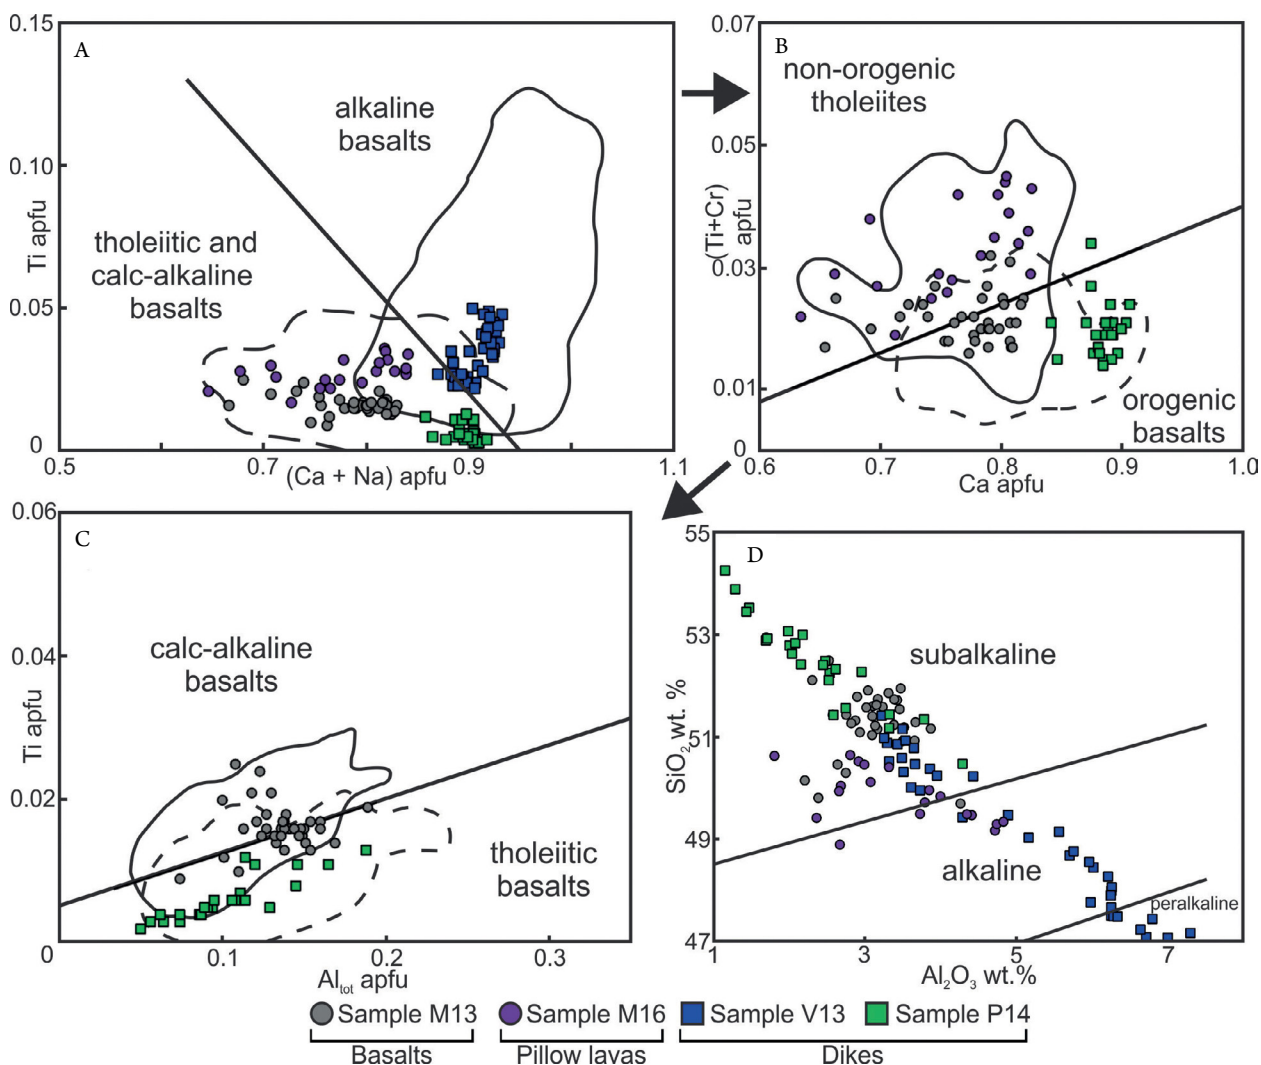 A
0.15
0.10
0.05
0
Ti apfu
alkaline
basalts
tholeiitic and
calc-alkaline
basalts
0.5
0.7
0.9
1.1
(Ca + Na) apfu
B
0.07
0.05
0.03
0.01
0
(Ti+Cr)
apfu
non-orogenic
tholeiites
orogenic
basalts
0.6
0.7
0.8
0.9
1.0
Ca apfu
C
0.06
0.04
0.02
0
Ti apfu
calc-alkaline
basalts
tholeiitic
basalts
0.1
0.2
0.3
Al tot apfu
D
55
53
51
49
47
SiO2 wt. %
subalkaline
alkaline
peralkaline
1
3
5
7
Al2O3 wt.%
Sample M13
Sample M16
Sample V13
Sample P14
Basalts
Pillow lavas
Dikes